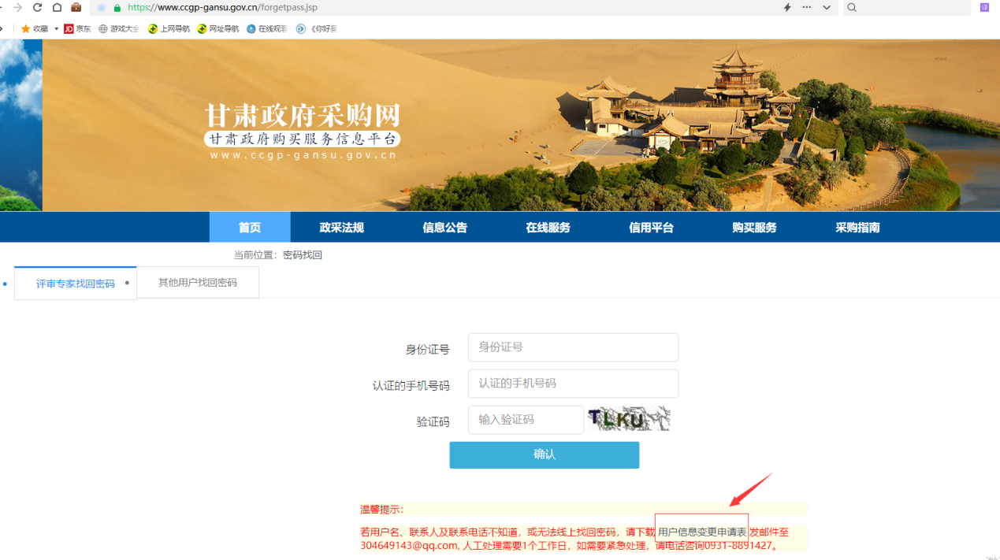 https://www.ccgp-gansu.gov.cn/forgetpass.jsp
译
收藏 京东 游戏大全 上网导航 网址导航 在线观看 《你好
甘肃政府采购网
甘肃政府购买服务信息平台
www.ccgp-gansu.gov.cn
首页 政采法规 信息公告 在线服务 信用平台 购买服务 采购指南
当前位置：密码找回
评审专家找回密码 其他用户找回密码
身份证号 身份证号
认证的手机号码 认证的手机号码
验证码 输入验证码 TLKU
确认
温馨提示：
若用户名、联系人及联系电话不知道，或无法线上找回密码，请下载 用户信息变更申请表 发邮件至
304649143@qq.com, 人工处理需要1个工作日，如需要紧急处理，请电话咨询0931-8891427。